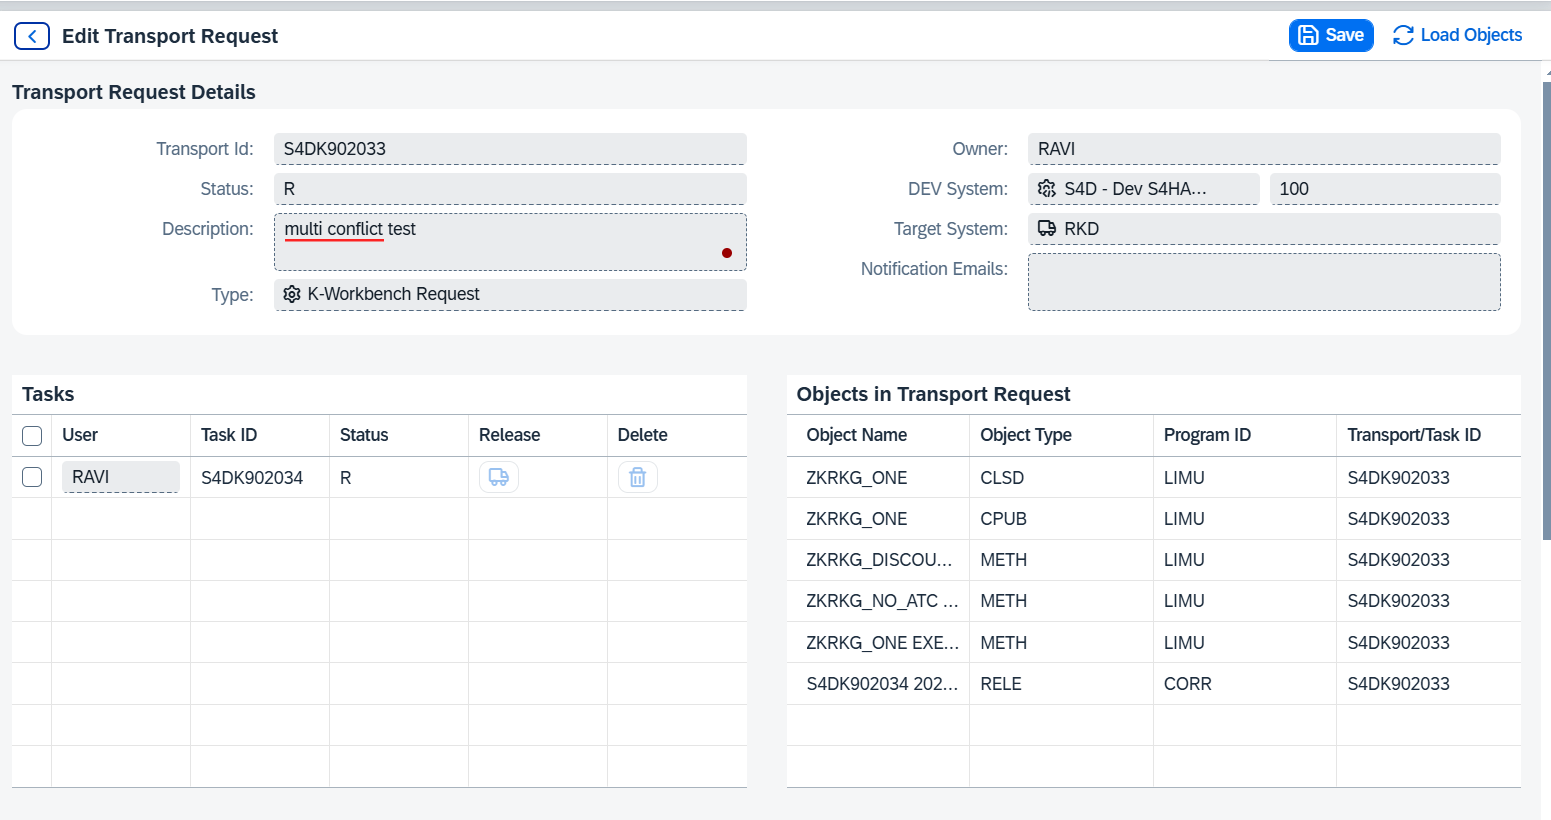 Edit Transport Request
Save
Load Objects
Transport Request Details
Transport Id: S4DK902033
Status: R
Description: multi conflict test
Type: K-Workbench Request
Owner: RAVI
DEV System: S4D - Dev S4HA... 100
Target System: RKD
Notification Emails:
Tasks
User Task ID Status Release Delete
RAVI S4DK902034 R
Objects in Transport Request
Object Name Object Type Program ID Transport/Task ID
ZKRKG_ONE CLSD LIMU S4DK902033
ZKRKG_ONE CPUB LIMU S4DK902033
ZKRKG_DISCOU... METH LIMU S4DK902033
ZKRKG_NO_ATC ... METH LIMU S4DK902033
ZKRKG_ONE EXE... METH LIMU S4DK902033
S4DK902034 202... RELE CORR S4DK902033